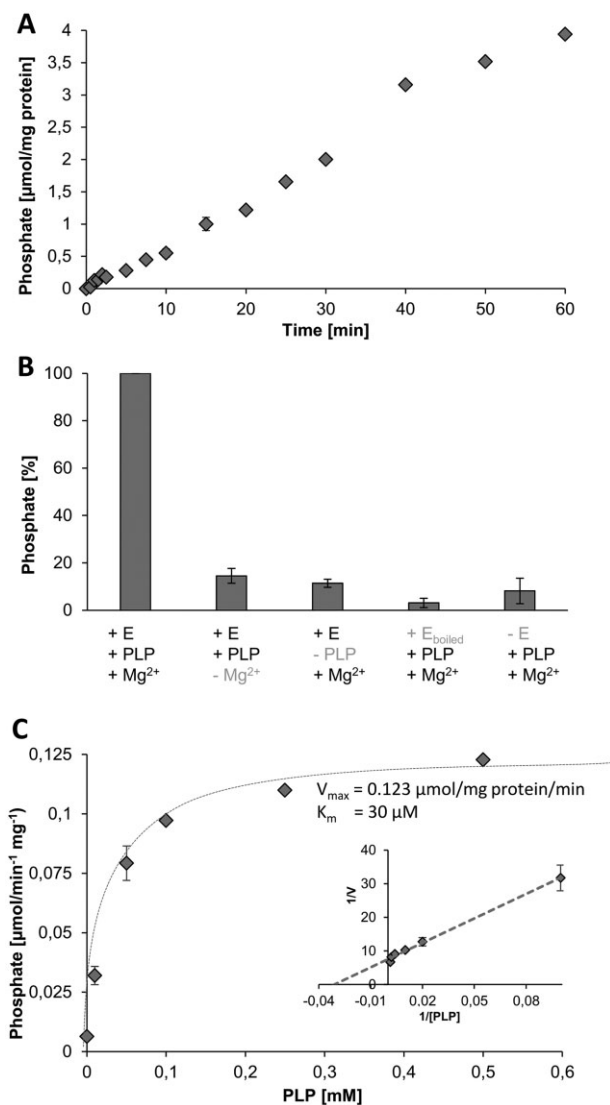 A
Phosphate [µmol/mg protein]
4
3,5
3
2,5
2
1,5
1
0,5
0
0 10 20 30 40 50 60
Time [min]
B
Phosphate [%]
100
80
60
40
20
0
+ E + E + E + E_boiled - E
+ PLP + PLP - PLP + PLP + PLP
+ Mg²⁺ - Mg²⁺ + Mg²⁺ + Mg²⁺ + Mg²⁺
C
Phosphate [µmol/min⁻¹ mg⁻¹]
0,125
0,1
0,075
0,05
0,025
0
0 0,1 0,2 0,3 0,4 0,5 0,6
PLP [mM]
V_max = 0.123 µmol/mg protein/min
K_m = 30 µM
1/V
40
30
20
10
0
-0,04 -0,01 0,02 0,05 0,08
1/[PLP]